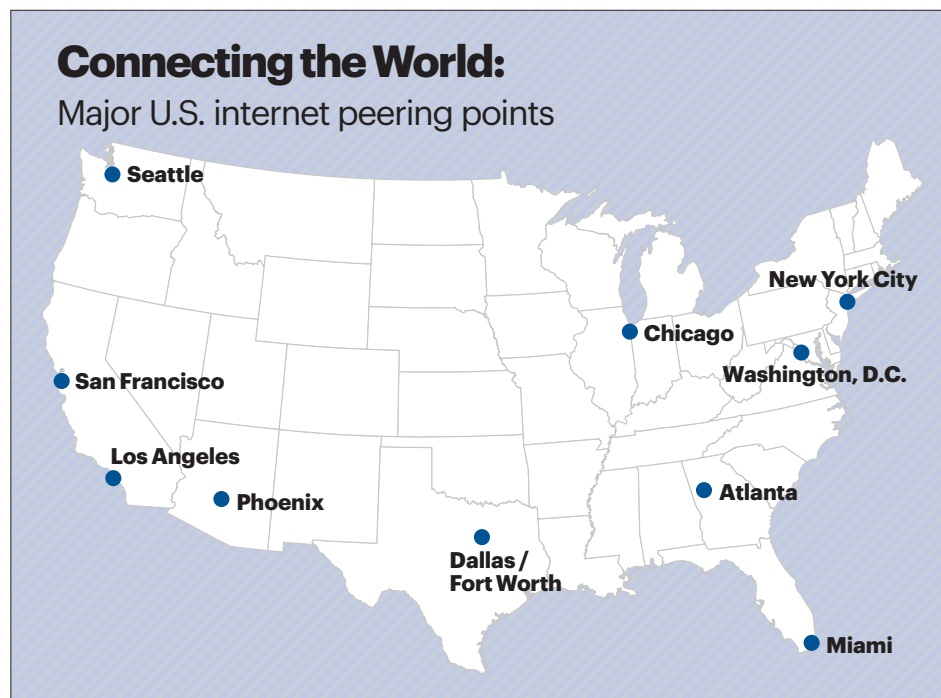 Connecting the World:
Major U.S. internet peering points
Seattle
New York City
Chicago
Washington, D.C.
San Francisco
Los Angeles
Phoenix
Atlanta
Dallas /
Fort Worth
Miami